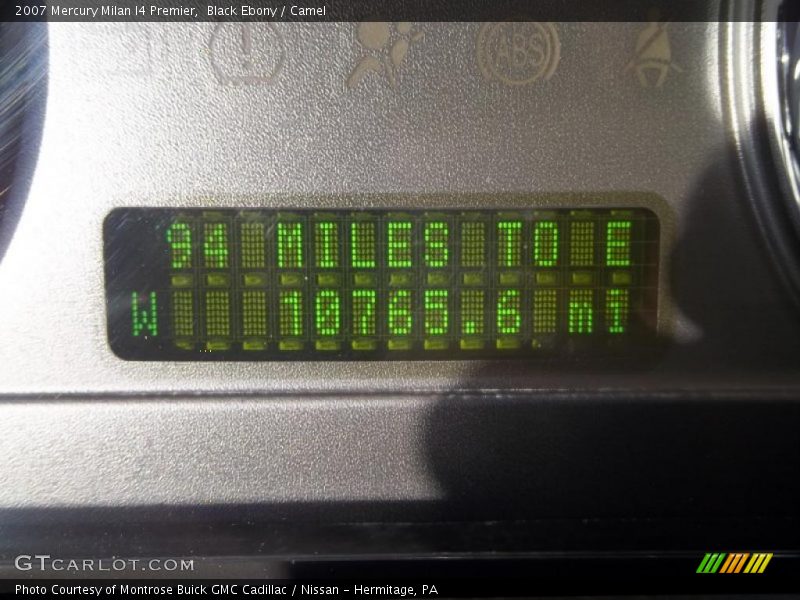 2007 Mercury Milan I4 Premier, Black Ebony / Camel
ABS
94 MILES TO E
W 10765.6 mi
GTCARLOT.COM
Photo Courtesy of Montrose Buick GMC Cadillac / Nissan - Hermitage, PA